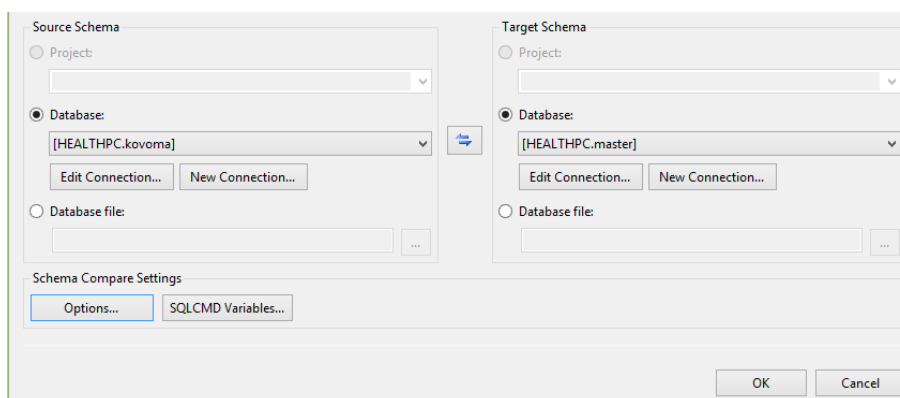 Source Schema
Target Schema
Project:
Project:
Database:
Database:
[HEALTHPC.kovoma]
[HEALTHPC.master]
Edit Connection... New Connection...
Edit Connection... New Connection...
Database file:
Database file:
...
...
Schema Compare Settings
Options... SQLCMD Variables...
OK Cancel